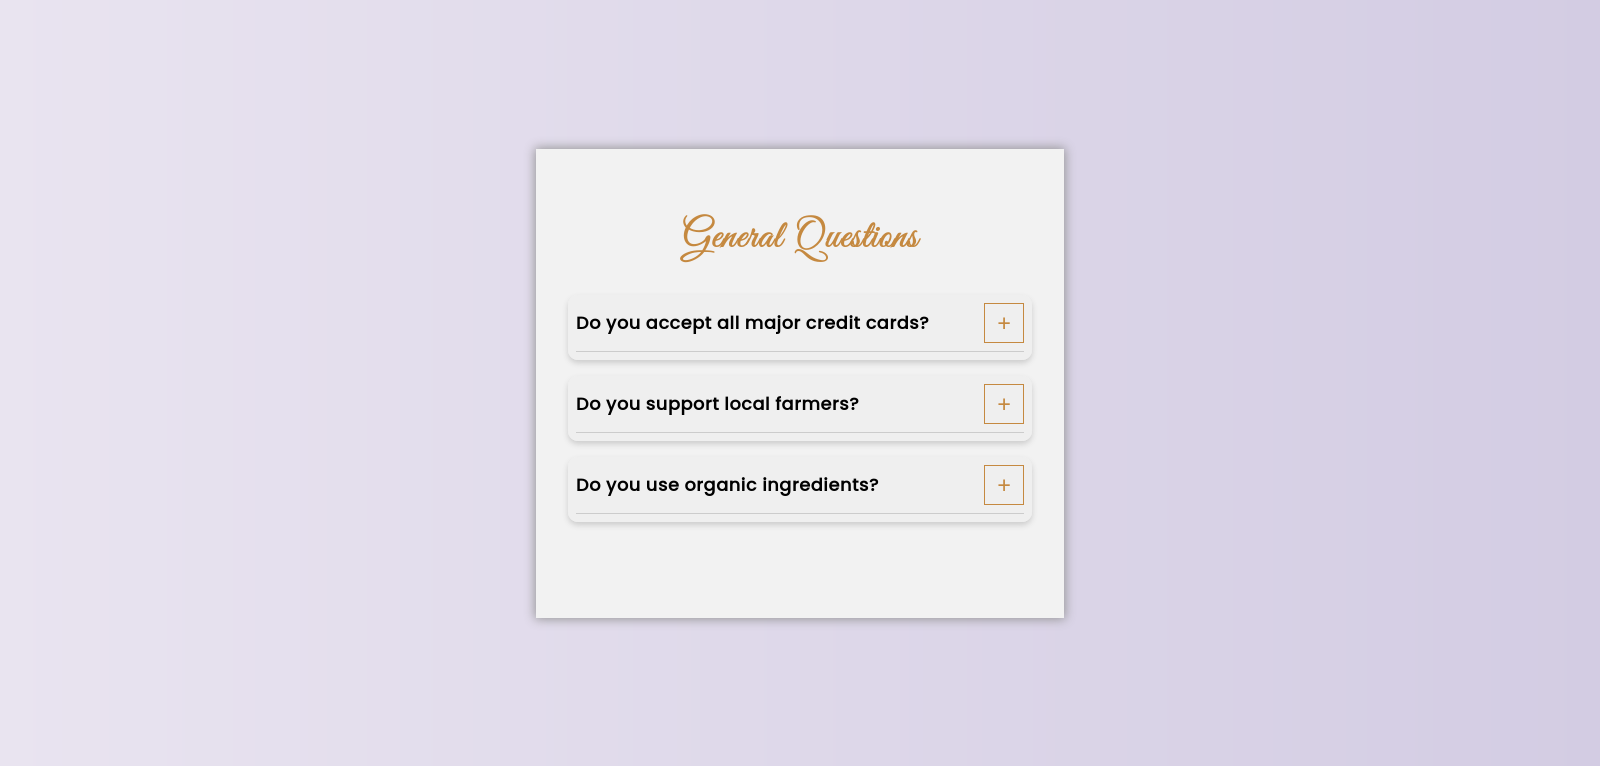 General Questions
Do you accept all major credit cards?
+
Do you support local farmers?
+
Do you use organic ingredients?
+